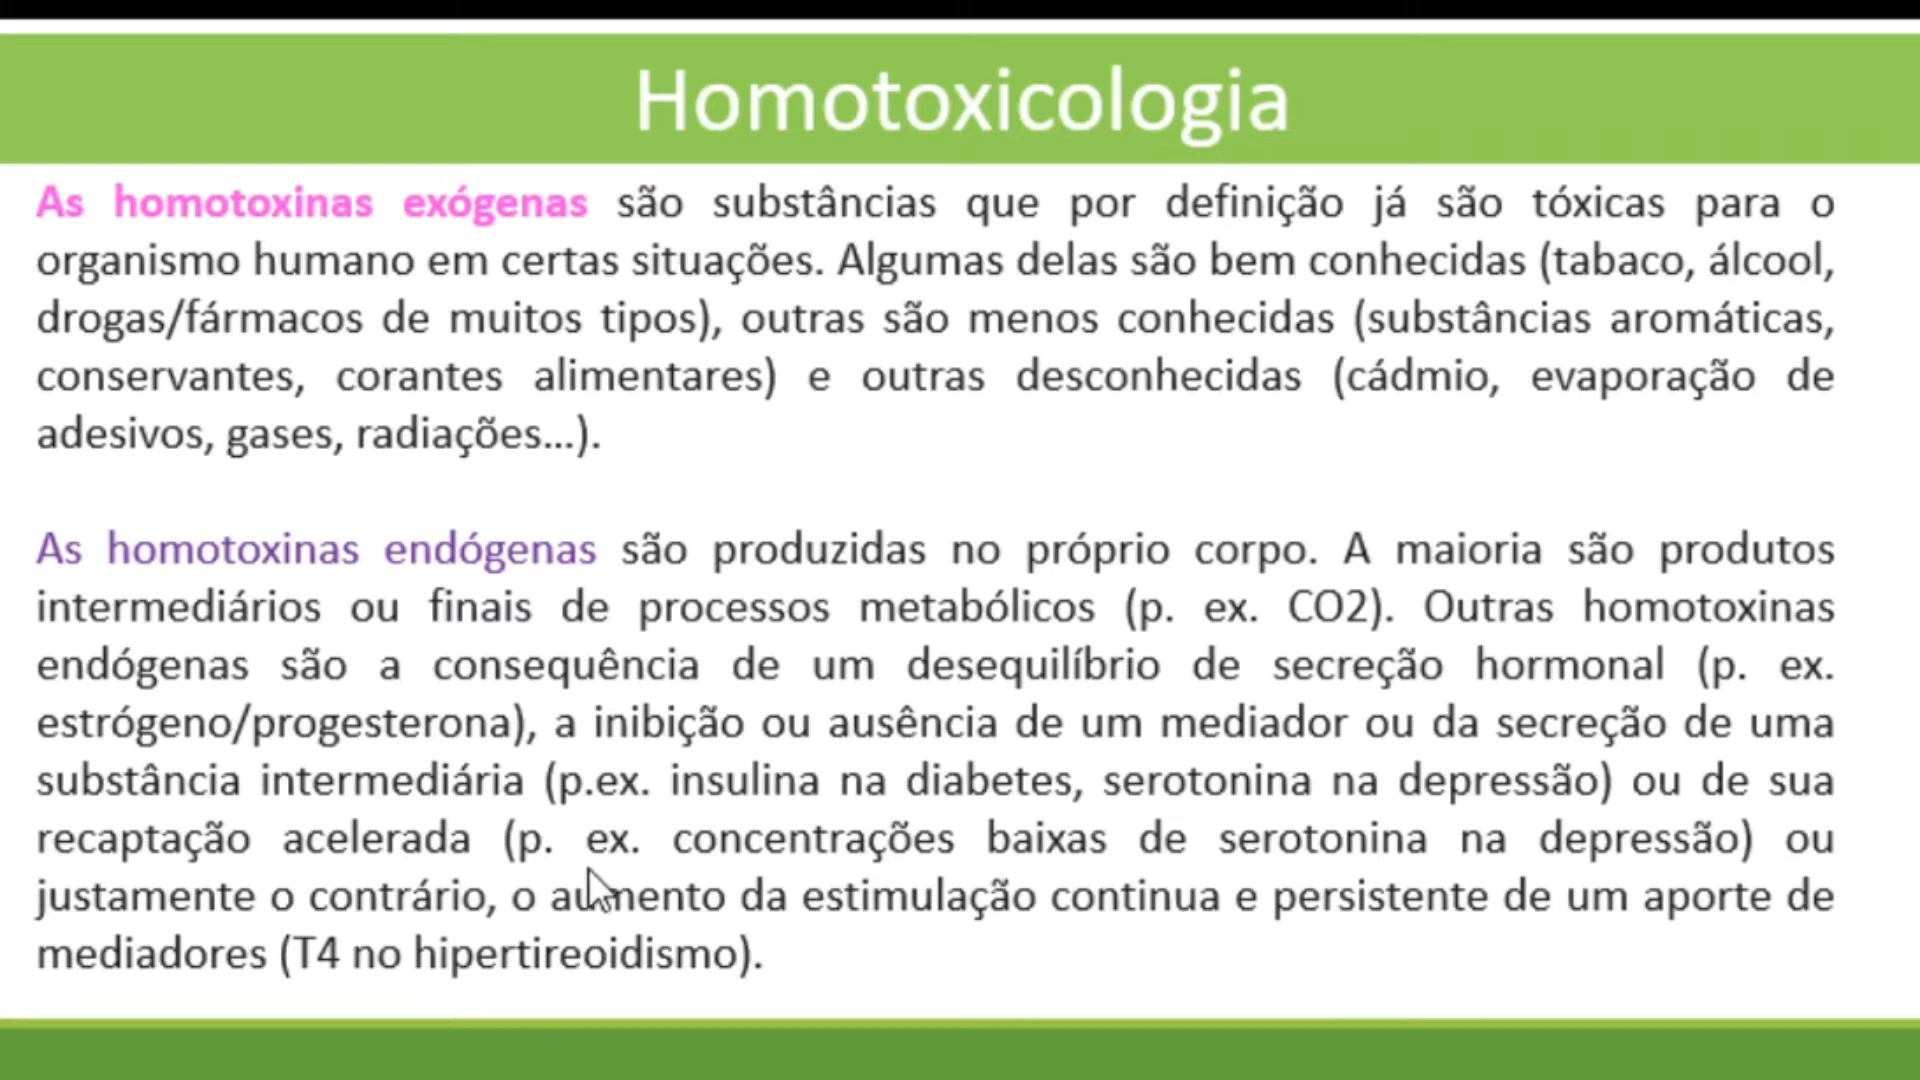 Homotoxicologia
As homotoxinas exógenas são substâncias que por definição já são tóxicas para o
organismo humano em certas situações. Algumas delas são bem conhecidas (tabaco, álcool,
drogas/fármacos de muitos tipos), outras são menos conhecidas (substâncias aromáticas,
conservantes, corantes alimentares) e outras desconhecidas (cádmio, evaporação de
adesivos, gases, radiações...).
As homotoxinas endógenas são produzidas no próprio corpo. A maioria são produtos
intermediários ou finais de processos metabólicos (p. ex. CO2). Outras homotoxinas
endógenas são a consequência de um desequilíbrio de secreção hormonal (p. ex.
estrógeno/progesterona), a inibição ou ausência de um mediador ou da secreção de uma
substância intermediária (p.ex. insulina na diabetes, serotonina na depressão) ou de sua
recaptação acelerada (p. ex. concentrações baixas de serotonina na depressão) ou
justamente o contrário, o aumento da estimulação continua e persistente de um aporte de
mediadores (T4 no hipertireoidismo).